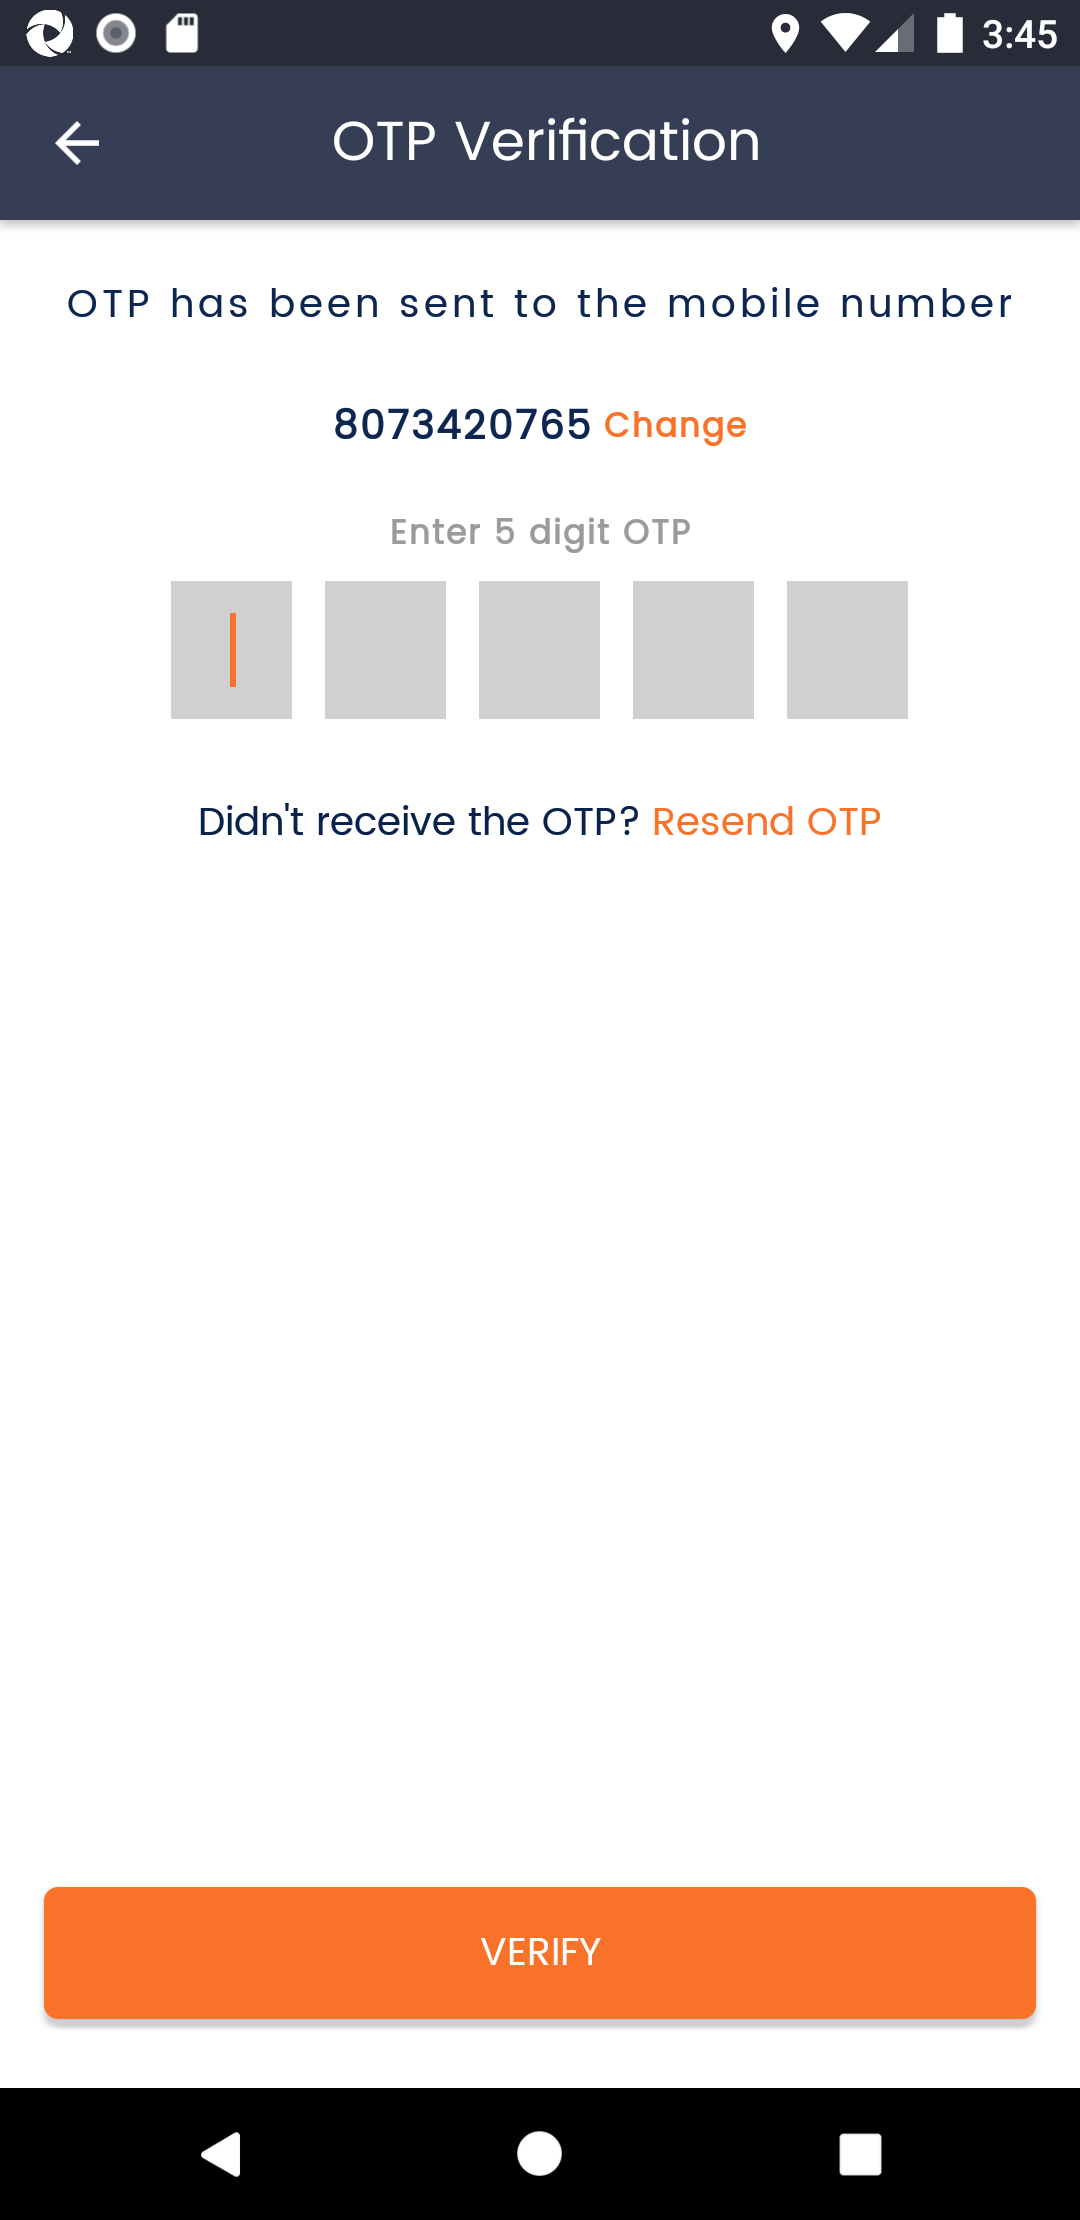 3:45
OTP Verification
OTP has been sent to the mobile number
8073420765 Change
Enter 5 digit OTP
Didn't receive the OTP? Resend OTP
VERIFY